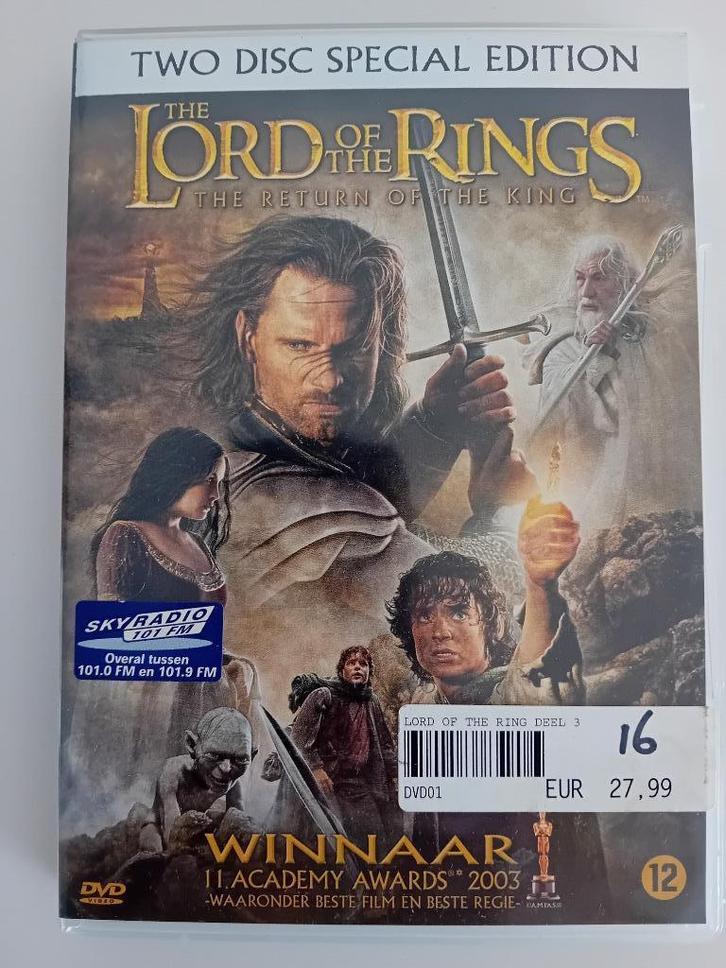 TWO DISC SPECIAL EDITION
THE
LORD OF THE RINGS
THE RETURN OF THE KING ™
SKY RADIO
101 FM
Overal tussen
101.0 FM en 101.9 FM
LORD OF THE RING DEEL 3
16
DVD01
EUR 27,99
WINNAAR
11 ACADEMY AWARDS®* 2003
-WAARONDER BESTE FILM EN BESTE REGIE-
©A.M.P.A.S.®
DVD
VIDEO
12